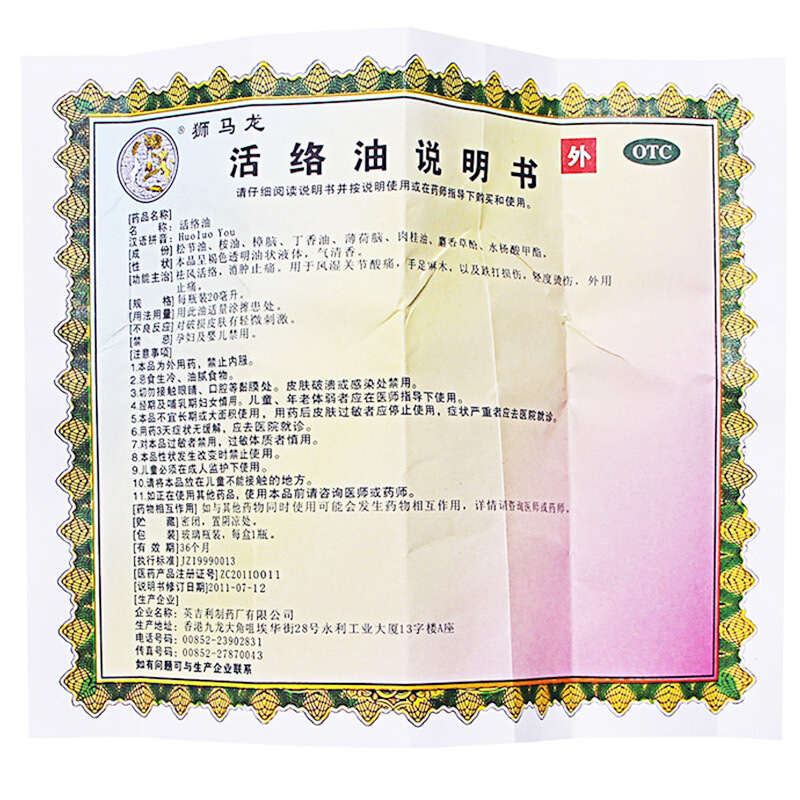 ®狮马龙
活络油说明书
外
OTC
请仔细阅读说明书并按说明使用或在药师指导下购买和使用。
[药品名称]
名 称：活络油
汉语拼音：Huoluo You
[成 份]松节油、桉油、樟脑、丁香油、薄荷脑、肉桂油、麝香草酚、水杨酸甲酯。
[性 状]本品呈褐色透明油状液体，气清香。
[功能主治]祛风活络，消肿止痛。用于风湿关节酸痛，手足麻木，以及跌打损伤，轻度烫伤，外用
止痛。
[规 格]每瓶装20毫升。
[用法用量]用此油适量涂擦患处。
[不良反应]对破损皮肤有轻微刺激。
[禁 忌]孕妇及婴儿禁用。
[注意事项]
1.本品为外用药，禁止内服。
2.忌食生冷、油腻食物。
3.切勿接触眼睛、口腔等黏膜处。皮肤破溃或感染处禁用。
4.经期及哺乳期妇女慎用。儿童、年老体弱者应在医师指导下使用。
5.本品不宜长期或大面积使用，用药后皮肤过敏者应停止使用，症状严重者应去医院就诊。
6.用药3天症状无缓解，应去医院就诊。
7.对本品过敏者禁用，过敏体质者慎用。
8.本品性状发生改变时禁止使用。
9.儿童必须在成人监护下使用。
10.请将本品放在儿童不能接触的地方。
11.如正在使用其他药品，使用本品前请咨询医师或药师。
[药物相互作用]如与其他药物同时使用可能会发生药物相互作用，详情请咨询医师或药师。
[贮 藏]密闭，置阴凉处。
[包 装]玻璃瓶装，每盒1瓶。
[有 效 期]36个月
[执行标准]JZ19990013
[医药产品注册证号]ZC20110011
[说明书修订日期]2011-07-12
[生产企业]
企业名称：英吉利制药厂有限公司
生产地址：香港九龙大角咀埃华街28号永利工业大厦13字楼A座
电话号码：00852-23902831
传真号码：00852-27870043
如有问题可与生产企业联系